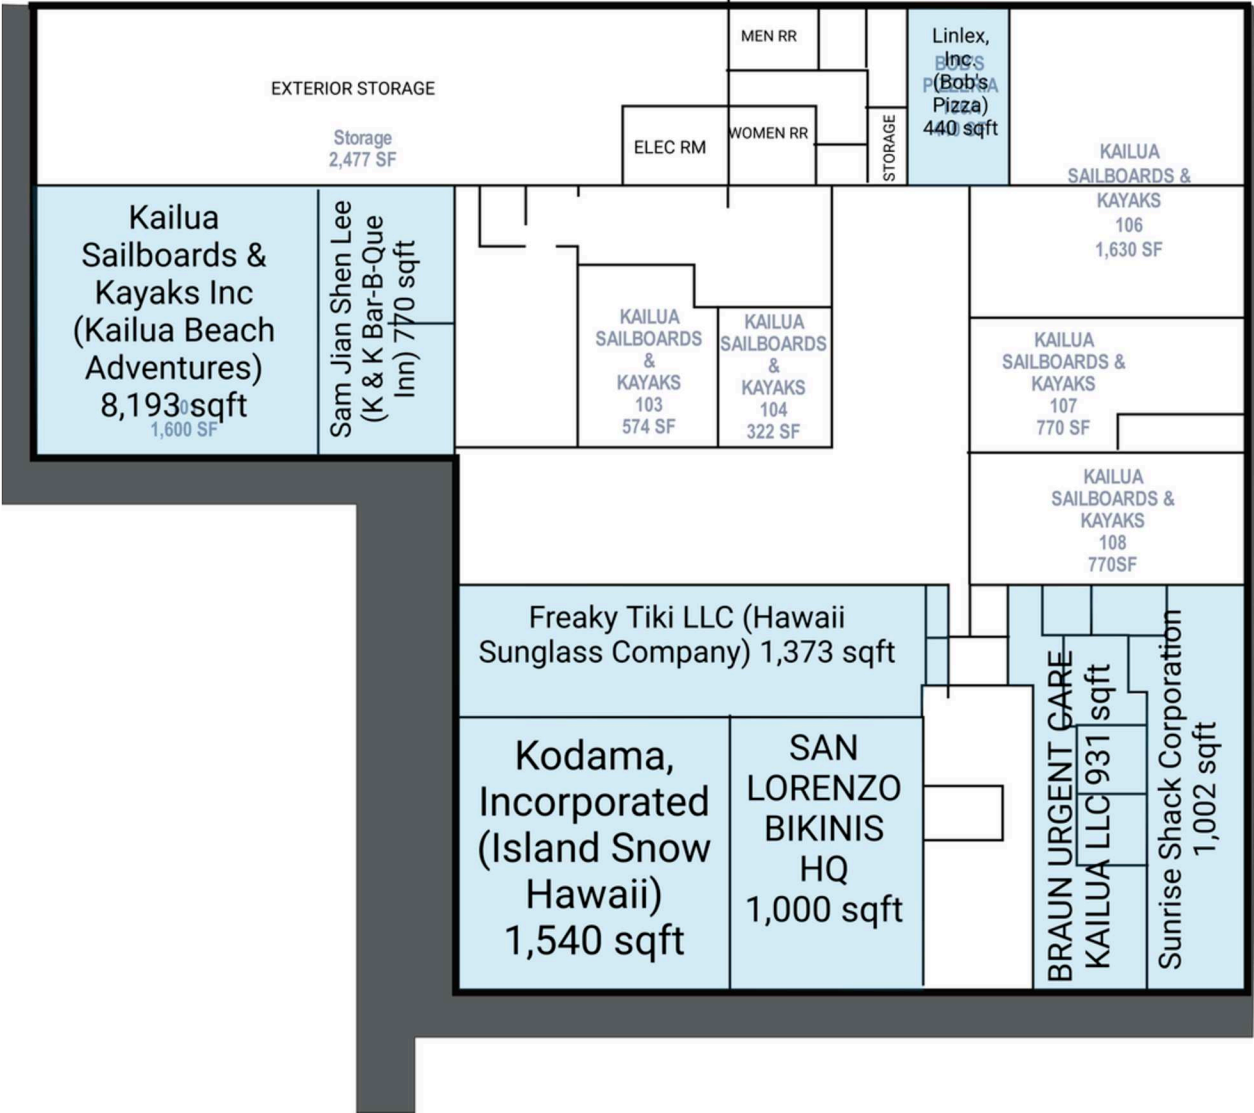 MEN RR
EXTERIOR STORAGE
Storage
2,477 SF
ELEC RM
WOMEN RR
STORAGE
Linlex,
Inc.
(Bob's
Pizza)
440 sqft
BOB'S
PIZZERIA
KAILUA
SAILBOARDS &
KAYAKS
106
1,630 SF
Kailua
Sailboards &
Kayaks Inc
(Kailua Beach
Adventures)
8,193 sqft
1,600 SF
Sam Jian Shen Lee
(K & K Bar-B-Que
Inn) 770 sqft
KAILUA
SAILBOARDS
&
KAYAKS
103
574 SF
KAILUA
SAILBOARDS
&
KAYAKS
104
322 SF
KAILUA
SAILBOARDS &
KAYAKS
107
770 SF
KAILUA
SAILBOARDS &
KAYAKS
108
770SF
Freaky Tiki LLC (Hawaii
Sunglass Company) 1,373 sqft
Kodama,
Incorporated
(Island Snow
Hawaii)
1,540 sqft
SAN
LORENZO
BIKINIS
HQ
1,000 sqft
BRAUN URGENT CARE
KAILUA LLC 931 sqft
Sunrise Shack Corporation
1,002 sqft